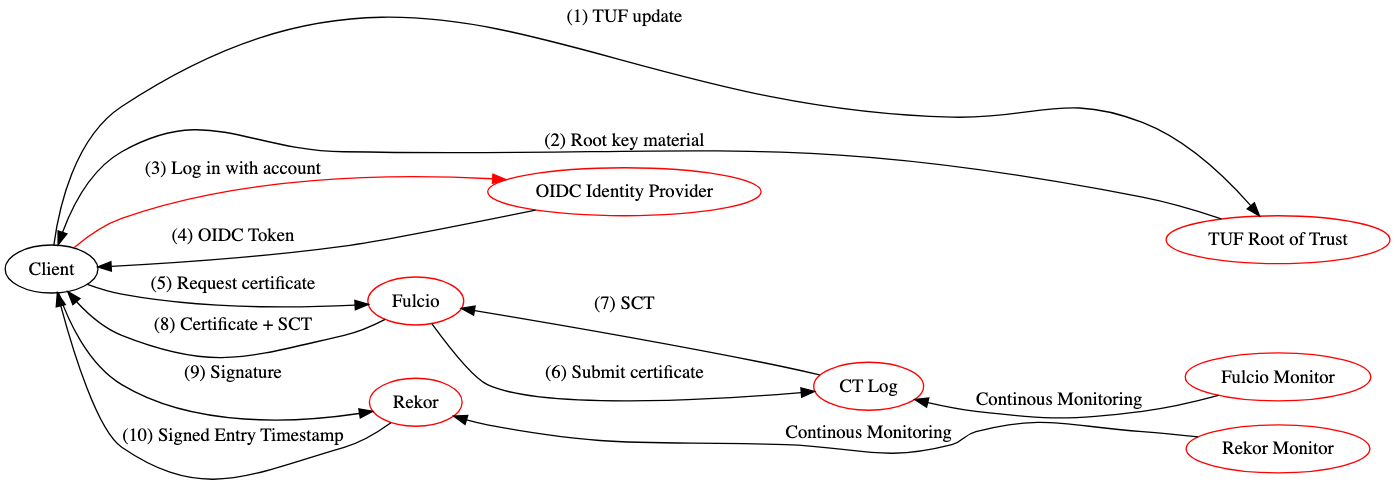 (1) TUF update
(2) Root key material
(3) Log in with account
OIDC Identity Provider
(4) OIDC Token
TUF Root of Trust
Client
(5) Request certificate
Fulcio
(7) SCT
(8) Certificate + SCT
(9) Signature
(6) Submit certificate
CT Log
Fulcio Monitor
Rekor
Continous Monitoring
(10) Signed Entry Timestamp
Continous Monitoring
Rekor Monitor